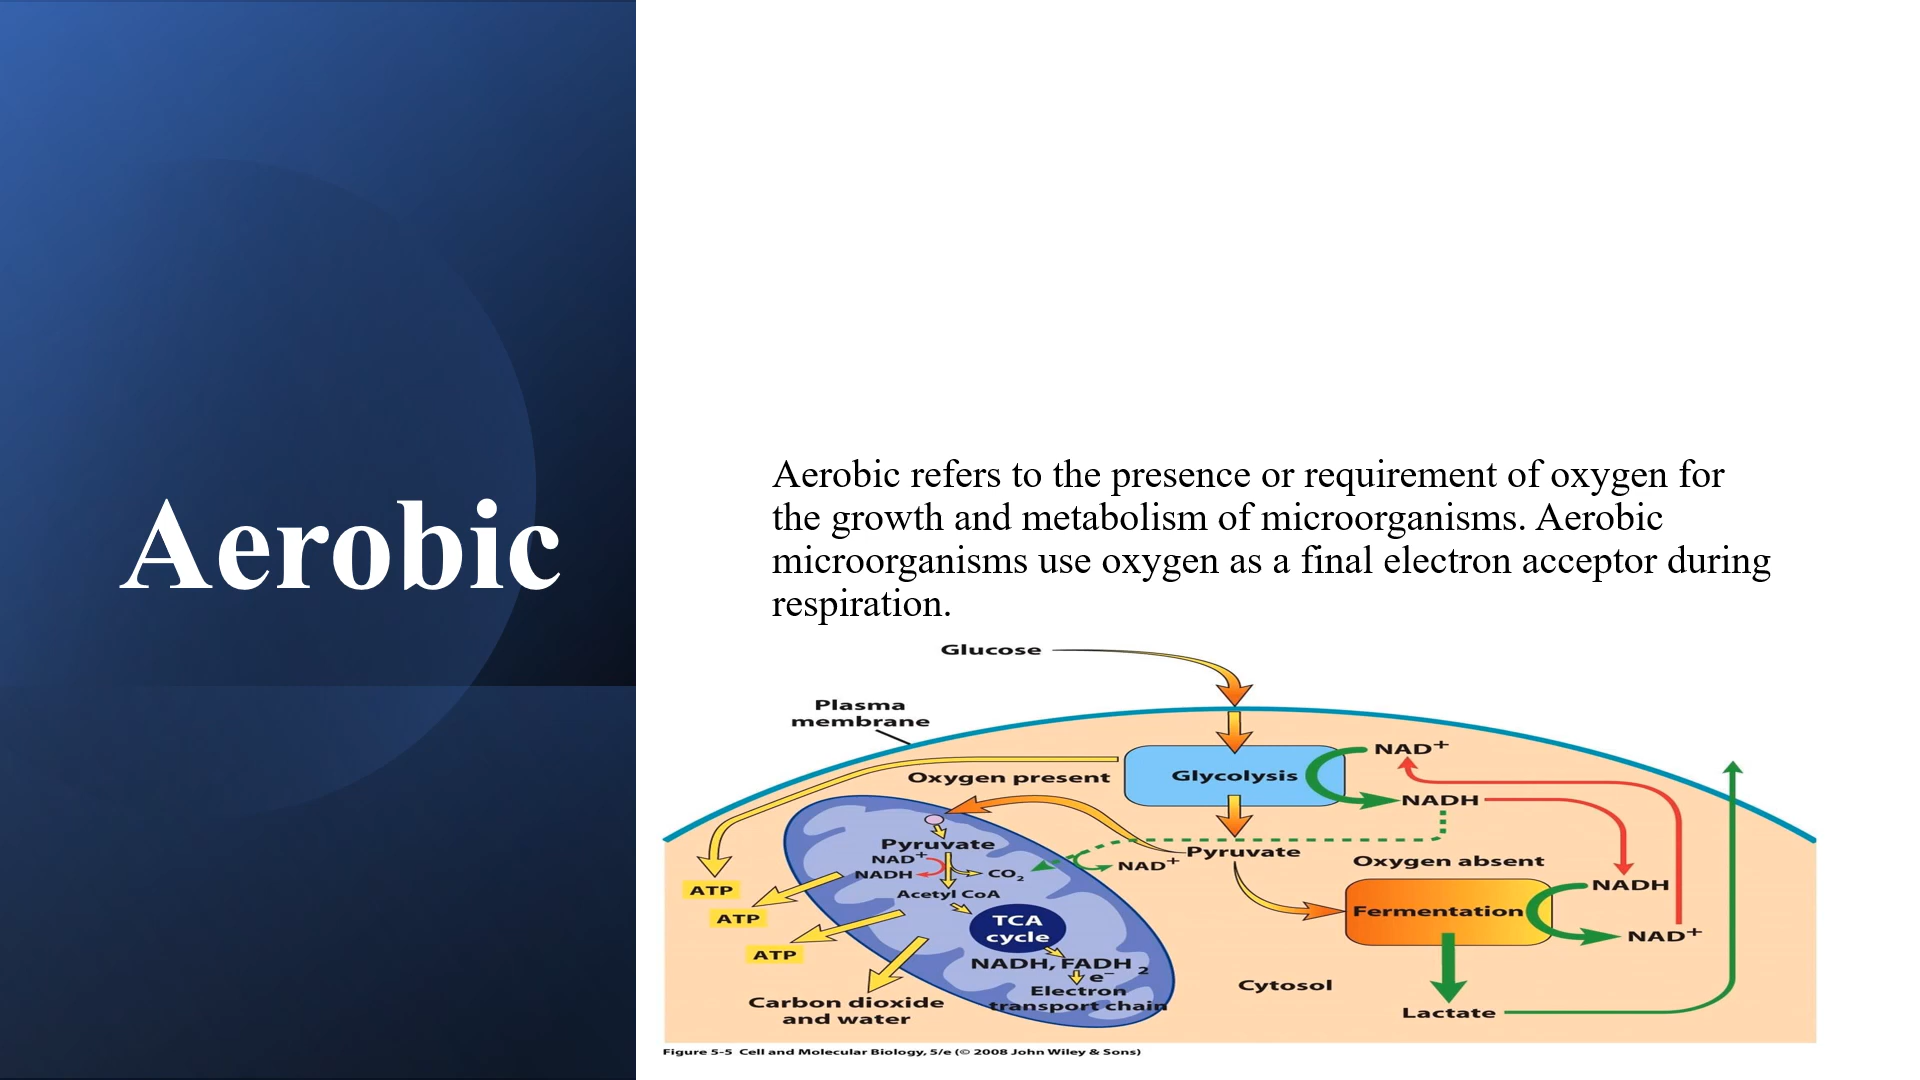 Aerobic
Aerobic refers to the presence or requirement of oxygen for
the growth and metabolism of microorganisms. Aerobic
microorganisms use oxygen as a final electron acceptor during
respiration.
Glucose
Plasma
membrane
NAD⁺
Glycolysis
Oxygen present
NADH
Pyruvate
NAD⁺
NADH
CO₂
Acetyl CoA
NAD⁺
Pyruvate
Oxygen absent
NADH
Fermentation
NAD⁺
ATP
ATP
ATP
TCA
cycle
NADH, FADH₂
e⁻
Electron
transport chain
Carbon dioxide
and water
Cytosol
Lactate
Figure 5-5 Cell and Molecular Biology, 5/e (© 2008 John Wiley & Sons)